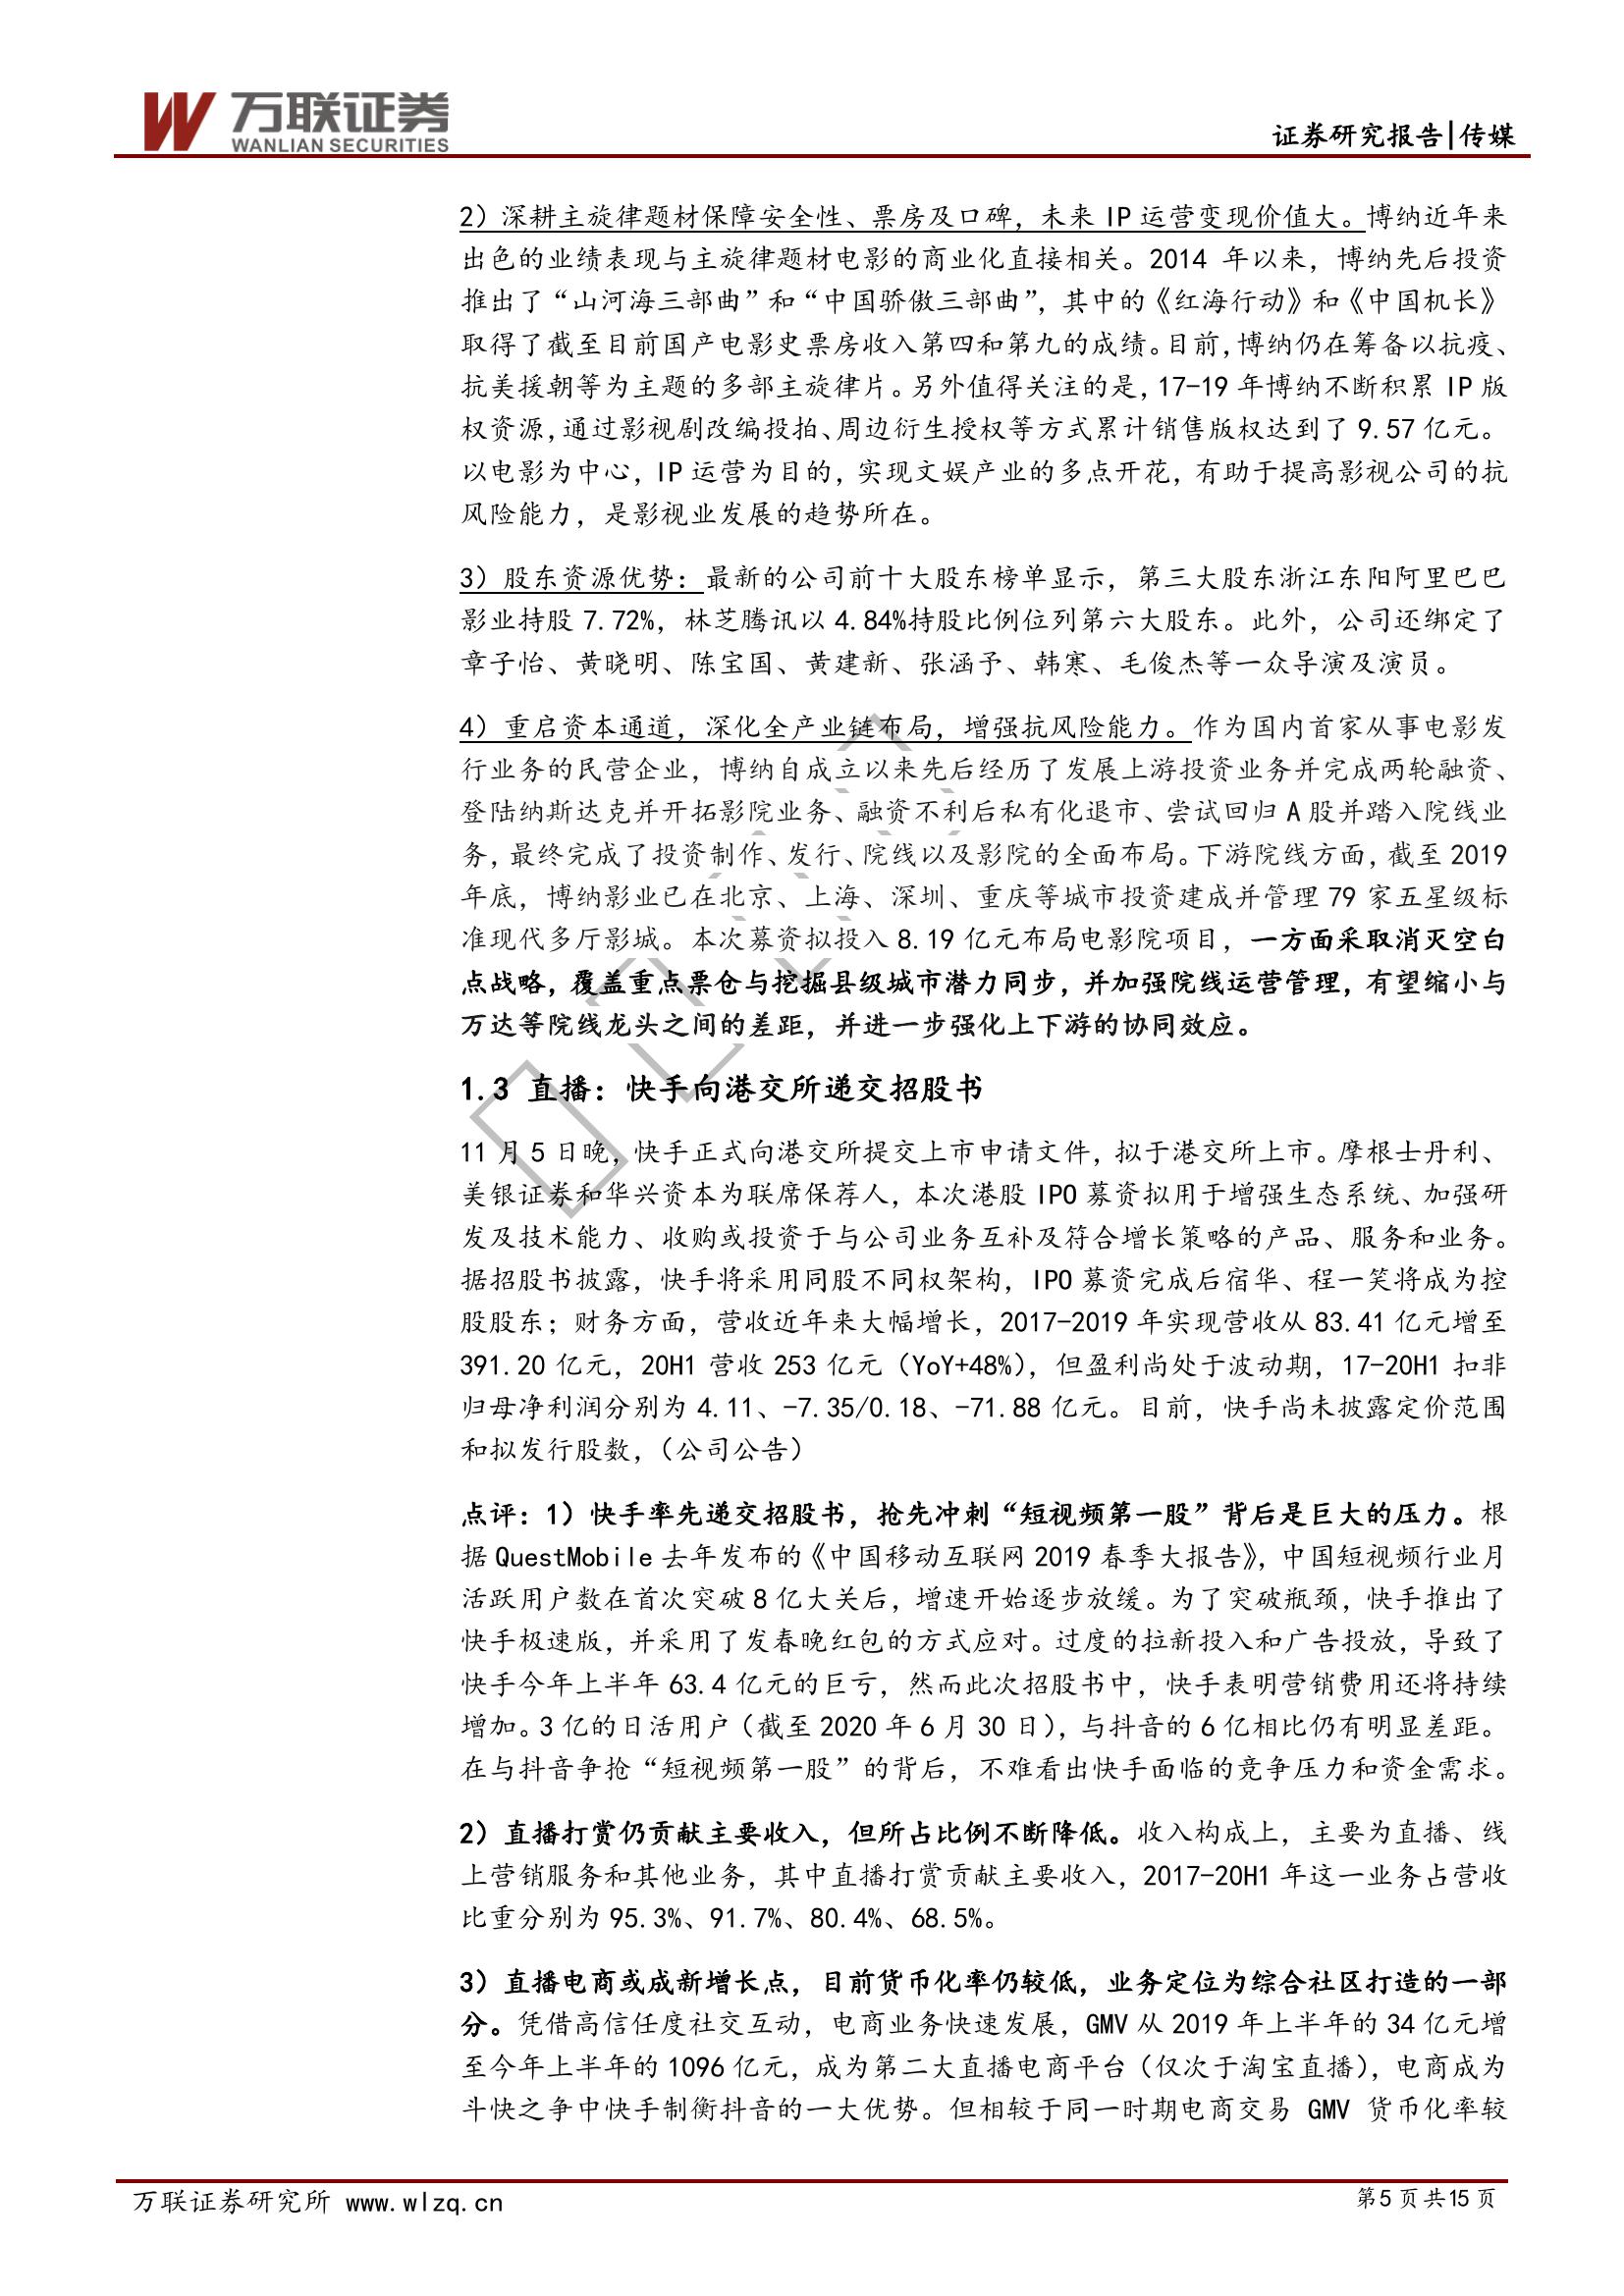 万联证券
WANLIAN SECURITIES
证券研究报告|传媒
2）深耕主旋律题材保障安全性、票房及口碑，未来 IP 运营变现价值大。博纳近年来
出色的业绩表现与主旋律题材电影的商业化直接相关。2014 年以来，博纳先后投资
推出了“山河海三部曲”和“中国骄傲三部曲”，其中的《红海行动》和《中国机长》
取得了截至目前国产电影史票房收入第四和第九的成绩。目前，博纳仍在筹备以抗疫、
抗美援朝等为主题的多部主旋律片。另外值得关注的是，17-19 年博纳不断积累 IP 版
权资源，通过影视剧改编投拍、周边衍生授权等方式累计销售版权达到了 9.57 亿元。
以电影为中心，IP 运营为目的，实现文娱产业的多点开花，有助于提高影视公司的抗
风险能力，是影视业发展的趋势所在。
3）股东资源优势：最新的公司前十大股东榜单显示，第三大股东浙江东阳阿里巴巴
影业持股 7.72%，林芝腾讯以 4.84%持股比例位列第六大股东。此外，公司还绑定了
章子怡、黄晓明、陈宝国、黄建新、张涵予、韩寒、毛俊杰等一众导演及演员。
4）重启资本通道，深化全产业链布局，增强抗风险能力。作为国内首家从事电影发
行业务的民营企业，博纳自成立以来先后经历了发展上游投资业务并完成两轮融资、
登陆纳斯达克并开拓影院业务、融资不利后私有化退市、尝试回归 A 股并踏入院线业
务，最终完成了投资制作、发行、院线以及影院的全面布局。下游院线方面，截至 2019
年底，博纳影业已在北京、上海、深圳、重庆等城市投资建成并管理 79 家五星级标
准现代多厅影城。本次募资拟投入 8.19 亿元布局电影院项目，一方面采取消灭空白
点战略，覆盖重点票仓与挖掘县级城市潜力同步，并加强院线运营管理，有望缩小与
万达等院线龙头之间的差距，并进一步强化上下游的协同效应。
1.3 直播：快手向港交所递交招股书
11 月 5 日晚，快手正式向港交所提交上市申请文件，拟于港交所上市。摩根士丹利、
美银证券和华兴资本为联席保荐人，本次港股 IPO 募资拟用于增强生态系统、加强研
发及技术能力、收购或投资于与公司业务互补及符合增长策略的产品、服务和业务。
据招股书披露，快手将采用同股不同权架构，IPO 募资完成后宿华、程一笑将成为控
股股东；财务方面，营收近年来大幅增长，2017-2019 年实现营收从 83.41 亿元增至
391.20 亿元，20H1 营收 253 亿元（YoY+48%），但盈利尚处于波动期，17-20H1 扣非
归母净利润分别为 4.11、-7.35/0.18、-71.88 亿元。目前，快手尚未披露定价范围
和拟发行股数，（公司公告）
点评：1）快手率先递交招股书，抢先冲刺“短视频第一股”背后是巨大的压力。根
据 QuestMobile 去年发布的《中国移动互联网 2019 春季大报告》，中国短视频行业月
活跃用户数在首次突破 8 亿大关后，增速开始逐步放缓。为了突破瓶颈，快手推出了
快手极速版，并采用了发春晚红包的方式应对。过度的拉新投入和广告投放，导致了
快手今年上半年 63.4 亿元的巨亏，然而此次招股书中，快手表明营销费用还将持续
增加。3 亿的日活用户（截至 2020 年 6 月 30 日），与抖音的 6 亿相比仍有明显差距。
在与抖音争抢“短视频第一股”的背后，不难看出快手面临的竞争压力和资金需求。
2）直播打赏仍贡献主要收入，但所占比例不断降低。收入构成上，主要为直播、线
上营销服务和其他业务，其中直播打赏贡献主要收入，2017-20H1 年这一业务占营收
比重分别为 95.3%、91.7%、80.4%、68.5%。
3）直播电商或成新增长点，目前货币化率仍较低，业务定位为综合社区打造的一部
分。凭借高信任度社交互动，电商业务快速发展，GMV 从 2019 年上半年的 34 亿元增
至今年上半年的 1096 亿元，成为第二大直播电商平台（仅次于淘宝直播），电商成为
斗快之争中快手制衡抖音的一大优势。但相较于同一时期电商交易 GMV 货币化率较
万联证券研究所 www.wlzq.cn
第 5 页 共 15 页